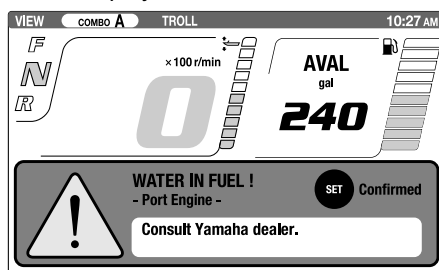 VIEW COMBO A TROLL 10:27 AM
F
N
R
× 100 r/min
0
AVAL
gal
240
WATER IN FUEL !
- Port Engine -
SET Confirmed
Consult Yamaha dealer.